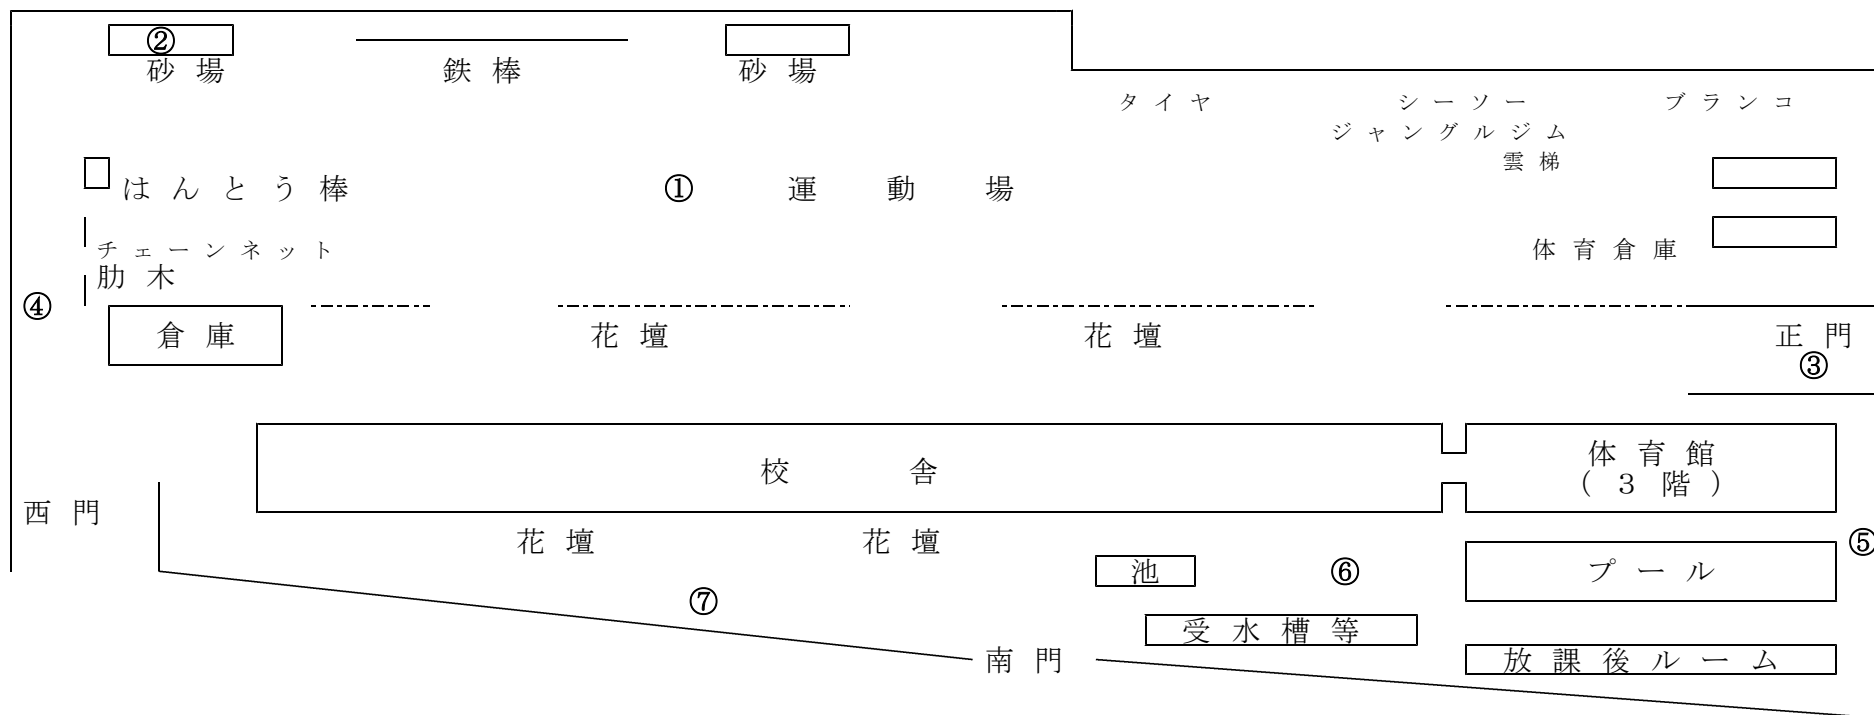 ②
砂場 鉄棒 砂場
タイヤ シーソー ブランコ
ジャングルジム
雲梯
はんとう棒 ① 運動場
チェーンネット 体育倉庫
肋木
④
倉庫 花壇 花壇 正門
③
校舎 体育館
(3階)
西門
花壇 花壇 ⑤
池 ⑥ プール
⑦
受水槽等
南門 放課後ルーム